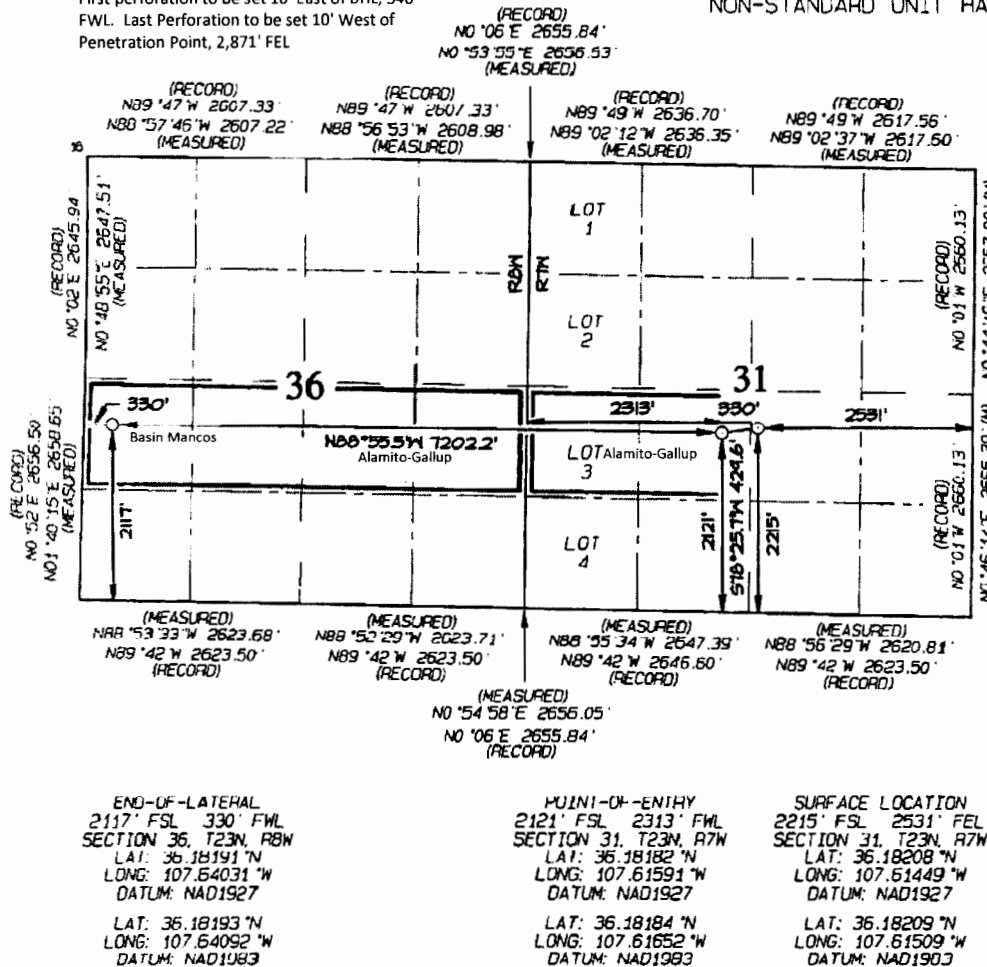 First perforation to be set 10' East of BHL, 340'
FWL. Last Perforation to be set 10' West of
Penetration Point, 2,871' FEL
NON-STANDARD UNIT HA
(RECORD)
N0 °06'E 2655.84'
N0 °53'55"E 2656.53'
(MEASURED)
(RECORD)
N89 °47'W 2607.33'
N88 °57'46"W 2607.22'
(MEASURED)
(RECORD)
N89 °47'W 2607.33'
N88 °56'53"W 2608.98'
(MEASURED)
(RECORD)
N89 °49'W 2636.70'
N89 °02'12"W 2636.35'
(MEASURED)
(RECORD)
N89 °49'W 2617.56'
N89 °02'37"W 2617.60'
(MEASURED)
16
(RECORD)
N0 °02'E 2645.94'
N0 °48'55"E 2647.51'
(MEASURED)
(RECORD)
N0 °52'E 2656.50'
N01 °40'15"E 2658.65'
(MEASURED)
LOT
1
R8W
R7W
LOT
2
36
31
330'
Basin Mancos
N88°55.5'W 7202.2'
Alamito-Gallup
2117'
2313'
330'
2531'
LOT
3
Alamito-Gallup
2121'
S78°25.7'W 424.6'
2215'
LOT
4
(RECORD)
N0 °01'W 2660.13'
(RECORD)
N0 °01'W 2660.13'
(MEASURED)
N88 °53'33"W 2623.68'
N89 °42'W 2623.50'
(RECORD)
(MEASURED)
N88 °52'29"W 2623.71'
N89 °42'W 2623.50'
(RECORD)
(MEASURED)
N88 °55'34"W 2647.39'
N89 °42'W 2646.60'
(RECORD)
(MEASURED)
N88 °56'29"W 2620.81'
N89 °42'W 2623.50'
(RECORD)
(MEASURED)
N0 °54'58"E 2656.05'
N0 °06'E 2655.84'
(RECORD)
END-OF-LATERAL
2117' FSL 330' FWL
SECTION 36, T23N, R8W
LAT: 36.18191 °N
LONG: 107.64031 °W
DATUM: NAD1927
LAT: 36.18193 °N
LONG: 107.64092 °W
DATUM: NAD1983
POINT-OF-ENTRY
2121' FSL 2313' FWL
SECTION 31, T23N, R7W
LAT: 36.18182 °N
LONG: 107.61591 °W
DATUM: NAD1927
LAT: 36.18184 °N
LONG: 107.61652 °W
DATUM: NAD1983
SURFACE LOCATION
2215' FSL 2531' FEL
SECTION 31, T23N, R7W
LAT: 36.18208 °N
LONG: 107.61449 °W
DATUM: NAD1927
LAT: 36.18209 °N
LONG: 107.61509 °W
DATUM: NAD1983